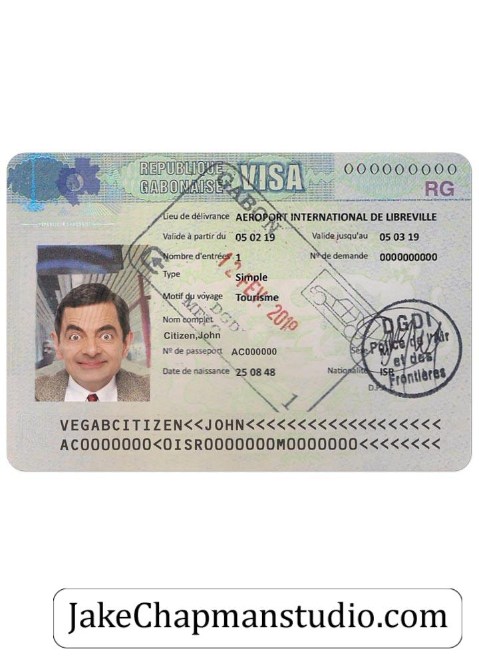 REPUBLIQUE
GABONAISE VISA 000000000
RG
Lieu de délivrance AEROPORT INTERNATIONAL DE LIBREVILLE
Valide à partir du 05 02 19 Valide jusqu'au 05 03 19
Nombre d'entrées 1 N° de demande 0000000000
Type Simple
Motif du voyage Tourisme
Nom complet
Citizen,John
N° de passeport AC000000
Date de naissance 25 08 48 Nationalité ISR
GABON
12 FEV. 2019
DGDI
1
DGDI
Police de l'Air
et des
Frontières
VEGABCITIZEN<<JOHN<<<<<<<<<<<<<<<<<<<<<
AC0000000<0ISR0000000M0000000<<<<<<<<
JakeChapmanstudio.com